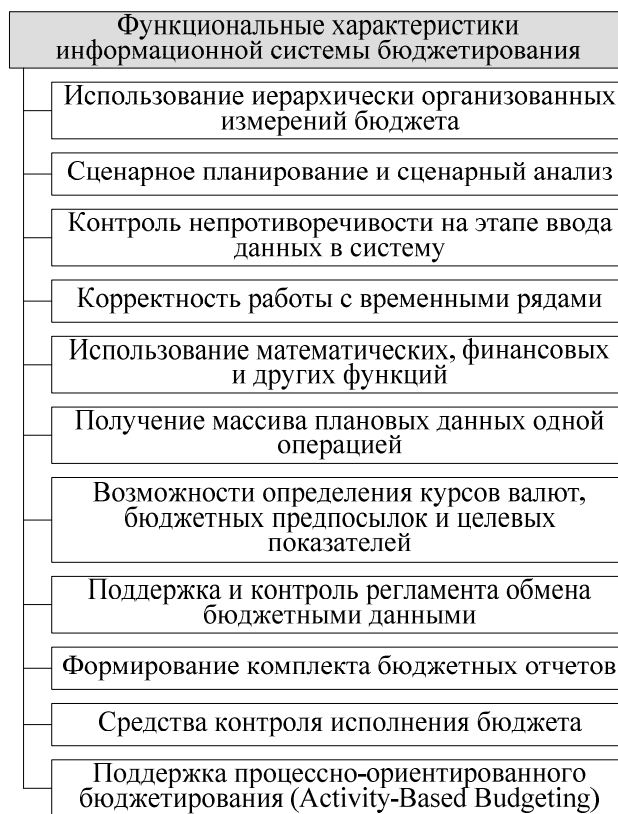 Функциональные характеристики
информационной системы бюджетирования
Использование иерархически организованных
измерений бюджета
Сценарное планирование и сценарный анализ
Контроль непротиворечивости на этапе ввода
данных в систему
Корректность работы с временными рядами
Использование математических, финансовых
и других функций
Получение массива плановых данных одной
операцией
Возможности определения курсов валют,
бюджетных предпосылок и целевых
показателей
Поддержка и контроль регламента обмена
бюджетными данными
Формирование комплекта бюджетных отчетов
Средства контроля исполнения бюджета
Поддержка процессно-ориентированного
бюджетирования (Activity-Based Budgeting)